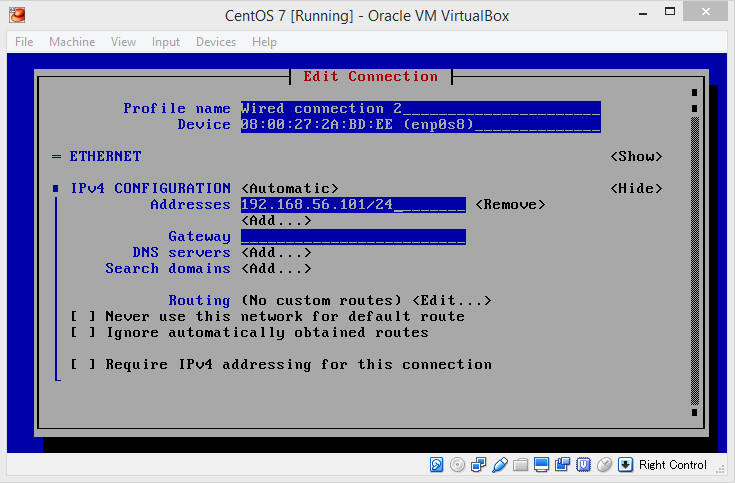 CentOS 7 [Running] - Oracle VM VirtualBox
File Machine View Input Devices Help
Edit Connection
Profile name Wired connection 2______________________
Device 08:00:27:2A:BD:EE (enp0s8)______________
= ETHERNET <Show>
IPv4 CONFIGURATION <Automatic> <Hide>
Addresses 192.168.56.101/24________ <Remove>
<Add...>
Gateway _________________________
DNS servers <Add...>
Search domains <Add...>
Routing (No custom routes) <Edit...>
[ ] Never use this network for default route
[ ] Ignore automatically obtained routes
[ ] Require IPv4 addressing for this connection
Right Control